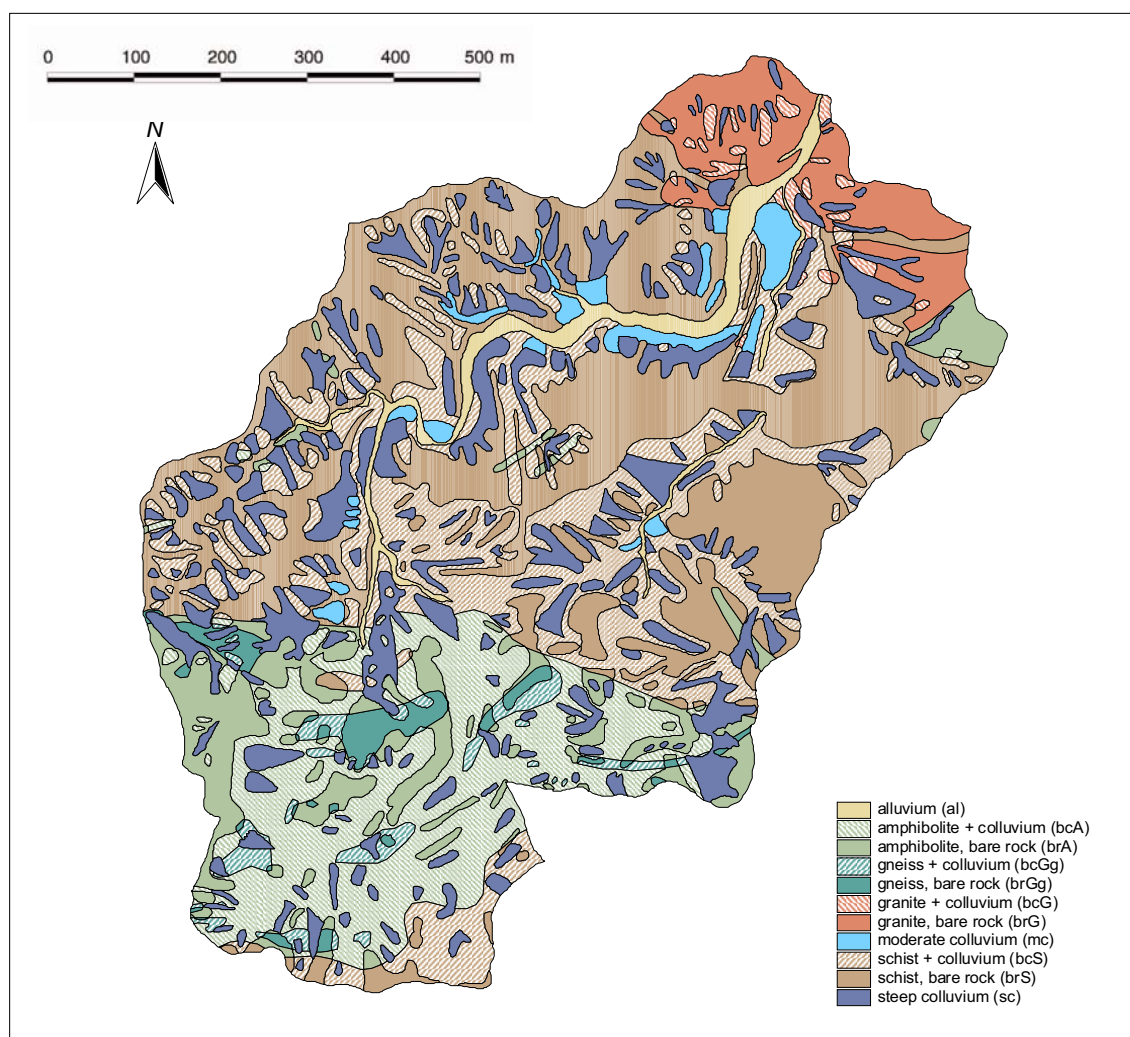 0 100 200 300 400 500 m
N
alluvium (al)
amphibolite + colluvium (bcA)
amphibolite, bare rock (brA)
gneiss + colluvium (bcGg)
gneiss, bare rock (brGg)
granite + colluvium (bcG)
granite, bare rock (brG)
moderate colluvium (mc)
schist + colluvium (bcS)
schist, bare rock (brS)
steep colluvium (sc)